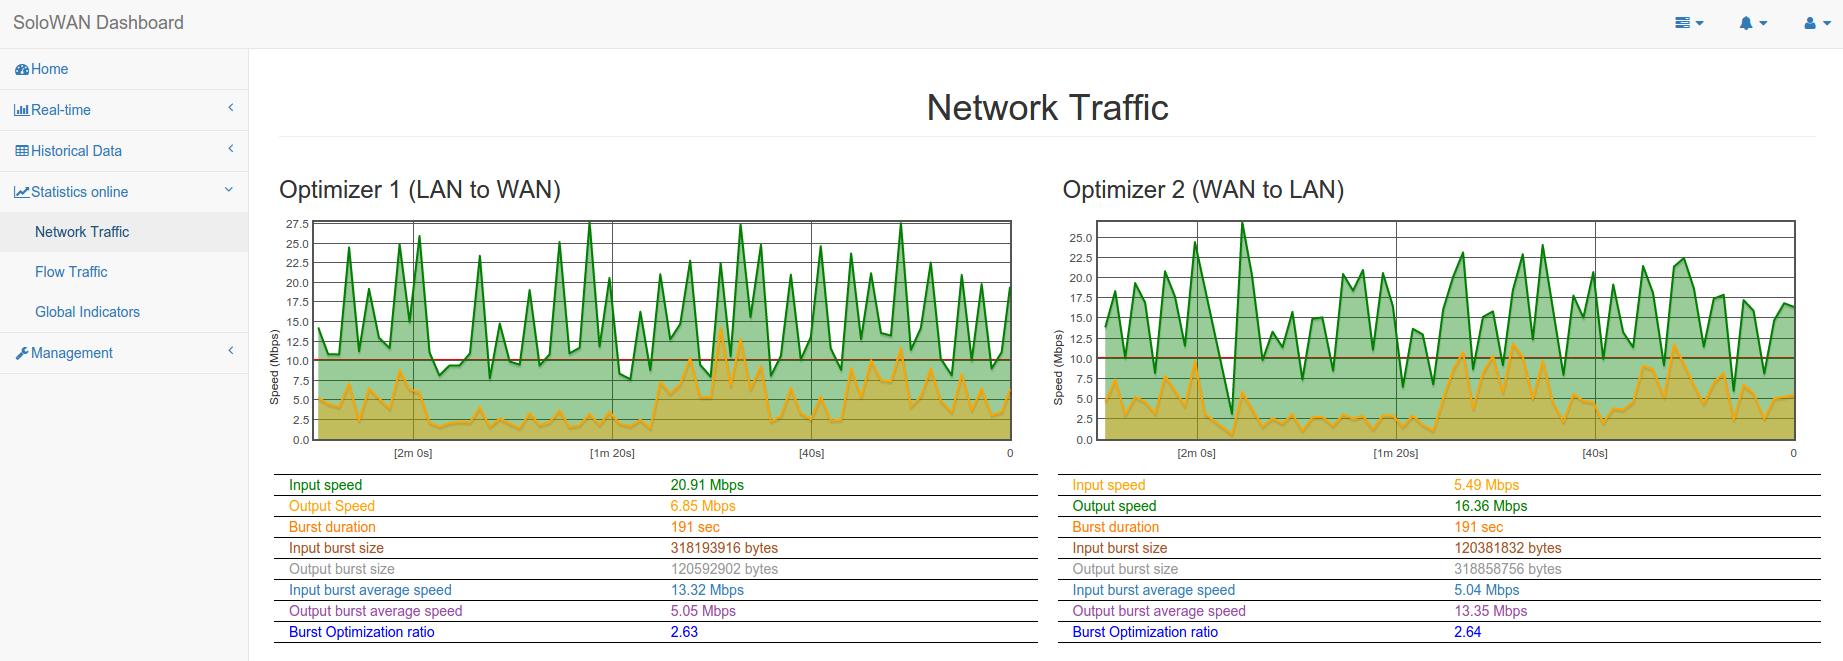 SoloWAN Dashboard
Home
Real-time
Historical Data
Statistics online
Network Traffic
Flow Traffic
Global Indicators
Management
Network Traffic
Optimizer 1 (LAN to WAN)
Speed (Mbps)
27.5
25.0
22.5
20.0
17.5
15.0
12.5
10.0
7.5
5.0
2.5
0.0
[2m 0s] [1m 20s] [40s] 0
Input speed 20.91 Mbps
Output Speed 6.85 Mbps
Burst duration 191 sec
Input burst size 318193916 bytes
Output burst size 120592902 bytes
Input burst average speed 13.32 Mbps
Output burst average speed 5.05 Mbps
Burst Optimization ratio 2.63
Optimizer 2 (WAN to LAN)
Speed (Mbps)
25.0
22.5
20.0
17.5
15.0
12.5
10.0
7.5
5.0
2.5
0.0
[2m 0s] [1m 20s] [40s] 0
Input speed 5.49 Mbps
Output speed 16.36 Mbps
Burst duration 191 sec
Input burst size 120381832 bytes
Output burst size 318858756 bytes
Input burst average speed 5.04 Mbps
Output burst average speed 13.35 Mbps
Burst Optimization ratio 2.64